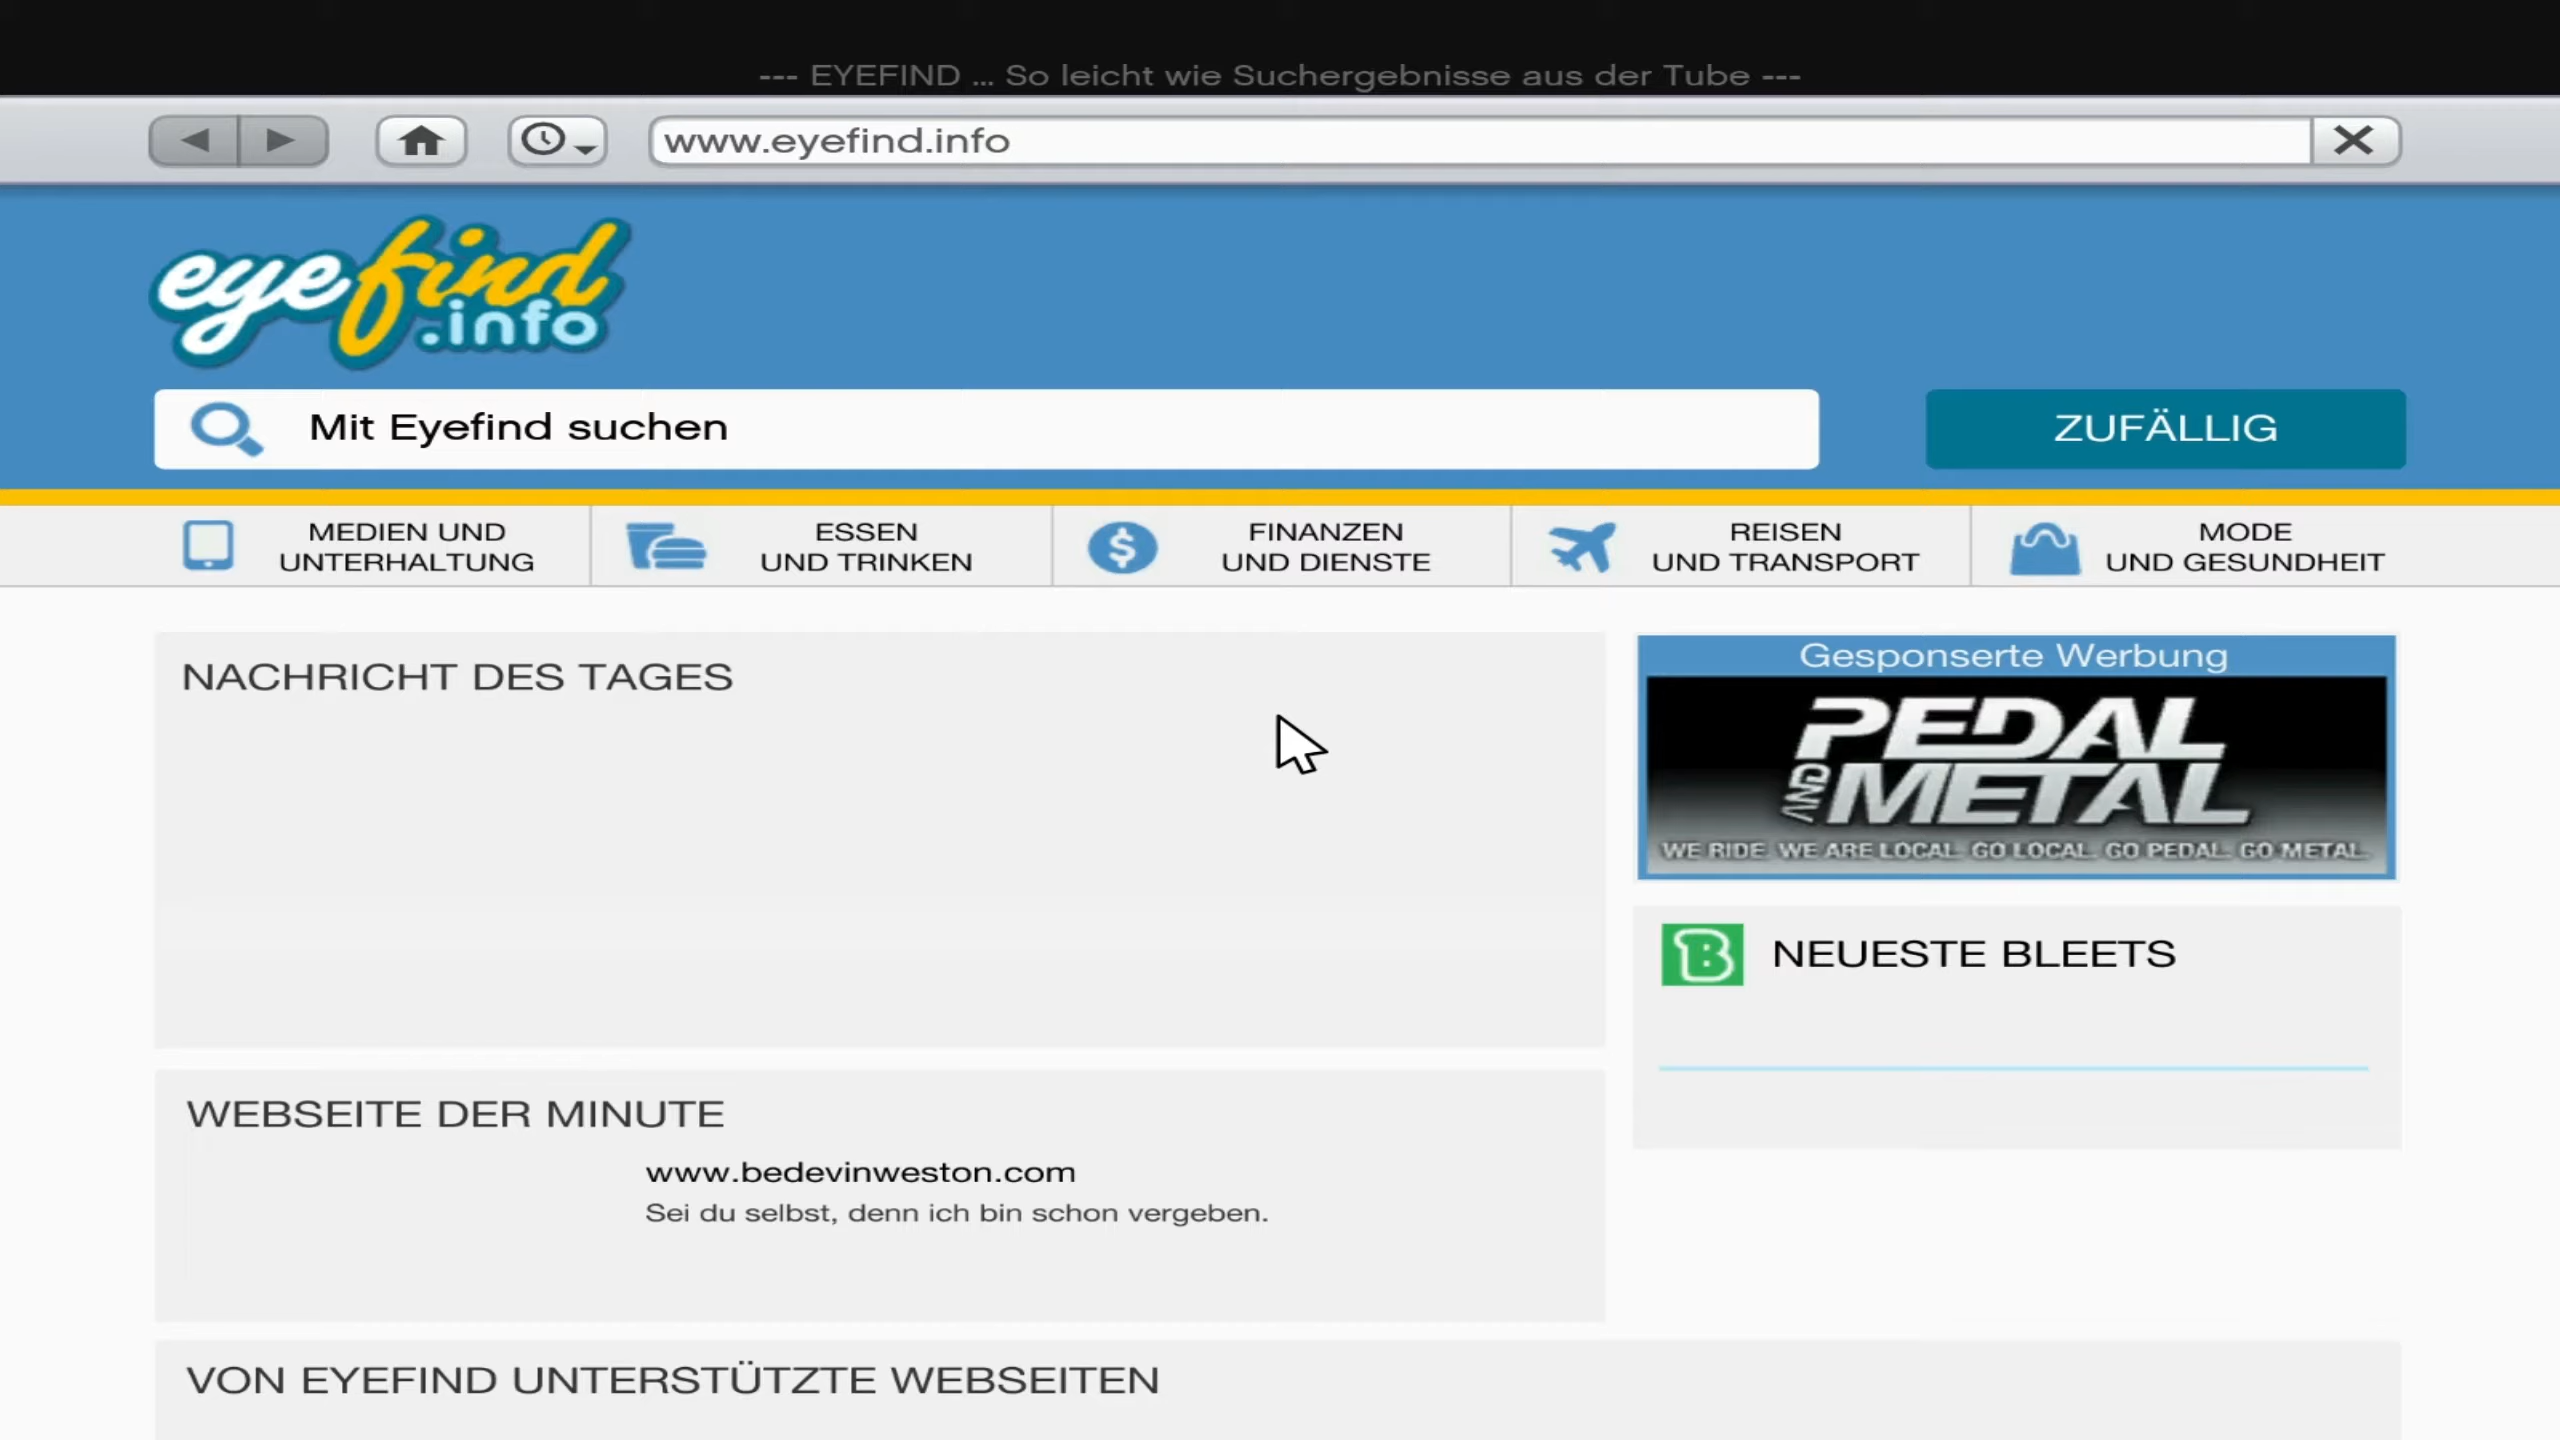 --- EYEFIND ... So leicht wie Suchergebnisse aus der Tube ---
www.eyefind.info
eyefind
.info
Mit Eyefind suchen
ZUFÄLLIG
MEDIEN UND
UNTERHALTUNG
ESSEN
UND TRINKEN
FINANZEN
UND DIENSTE
REISEN
UND TRANSPORT
MODE
UND GESUNDHEIT
NACHRICHT DES TAGES
Gesponserte Werbung
PEDAL
AND METAL
WE RIDE. WE ARE LOCAL. GO LOCAL. GO PEDAL. GO METAL.
B NEUESTE BLEETS
WEBSEITE DER MINUTE
www.bedevinweston.com
Sei du selbst, denn ich bin schon vergeben.
VON EYEFIND UNTERSTÜTZTE WEBSEITEN